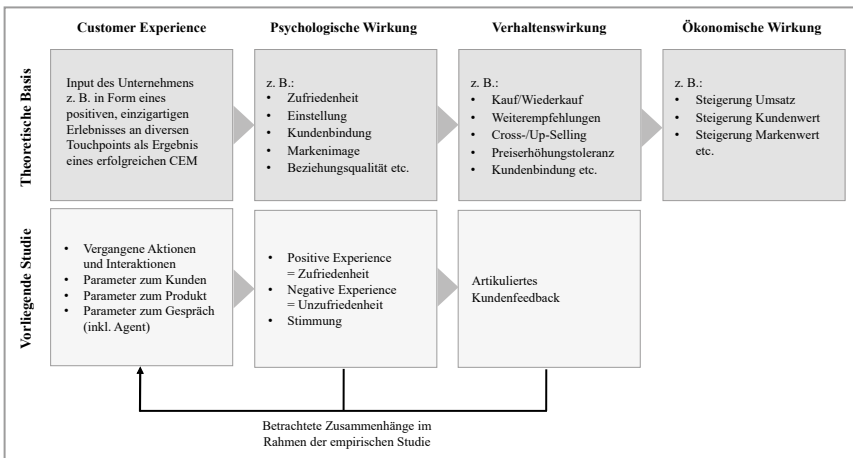 Customer Experience
Psychologische Wirkung
Verhaltenswirkung
Ökonomische Wirkung
Theoretische Basis
Input des Unternehmens
z. B. in Form eines
positiven, einzigartigen
Erlebnisses an diversen
Touchpoints als Ergebnis
eines erfolgreichen CEM
z. B.:
• Zufriedenheit
• Einstellung
• Kundenbindung
• Markenimage
• Beziehungsqualität etc.
z. B.:
• Kauf/Wiederkauf
• Weiterempfehlungen
• Cross-/Up-Selling
• Preiserhöhungstoleranz
• Kundenbindung etc.
z. B.:
• Steigerung Umsatz
• Steigerung Kundenwert
• Steigerung Markenwert
etc.
Vorliegende Studie
• Vergangene Aktionen
und Interaktionen
• Parameter zum Kunden
• Parameter zum Produkt
• Parameter zum Gespräch
(inkl. Agent)
• Positive Experience
= Zufriedenheit
• Negative Experience
= Unzufriedenheit
• Stimmung
Artikuliertes
Kundenfeedback
Betrachtete Zusammenhänge im
Rahmen der empirischen Studie